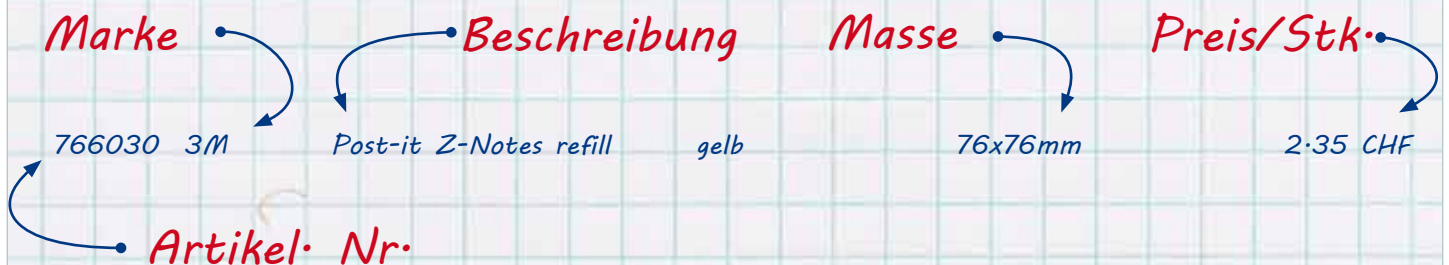 Marke Beschreibung Masse Preis/Stk.
766030 3M Post-it Z-Notes refill gelb 76x76mm 2.35 CHF
Artikel. Nr.